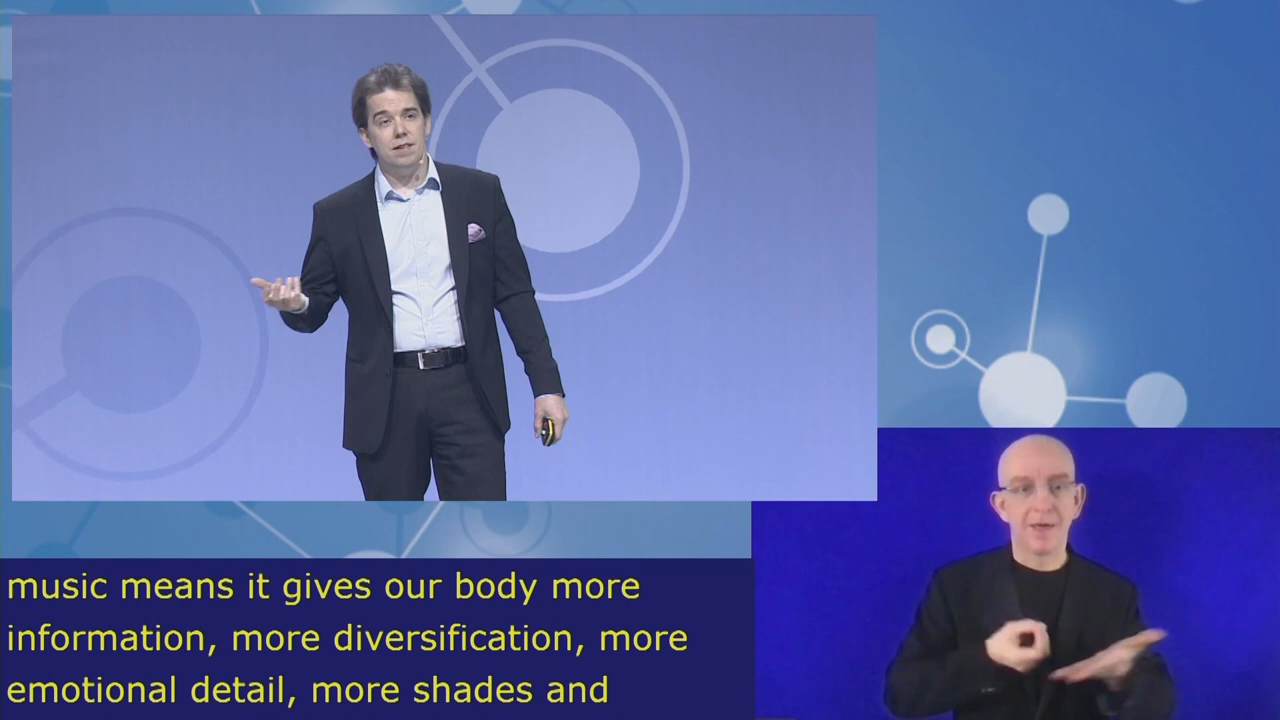 music means it gives our body more
information, more diversification, more
emotional detail, more shades and